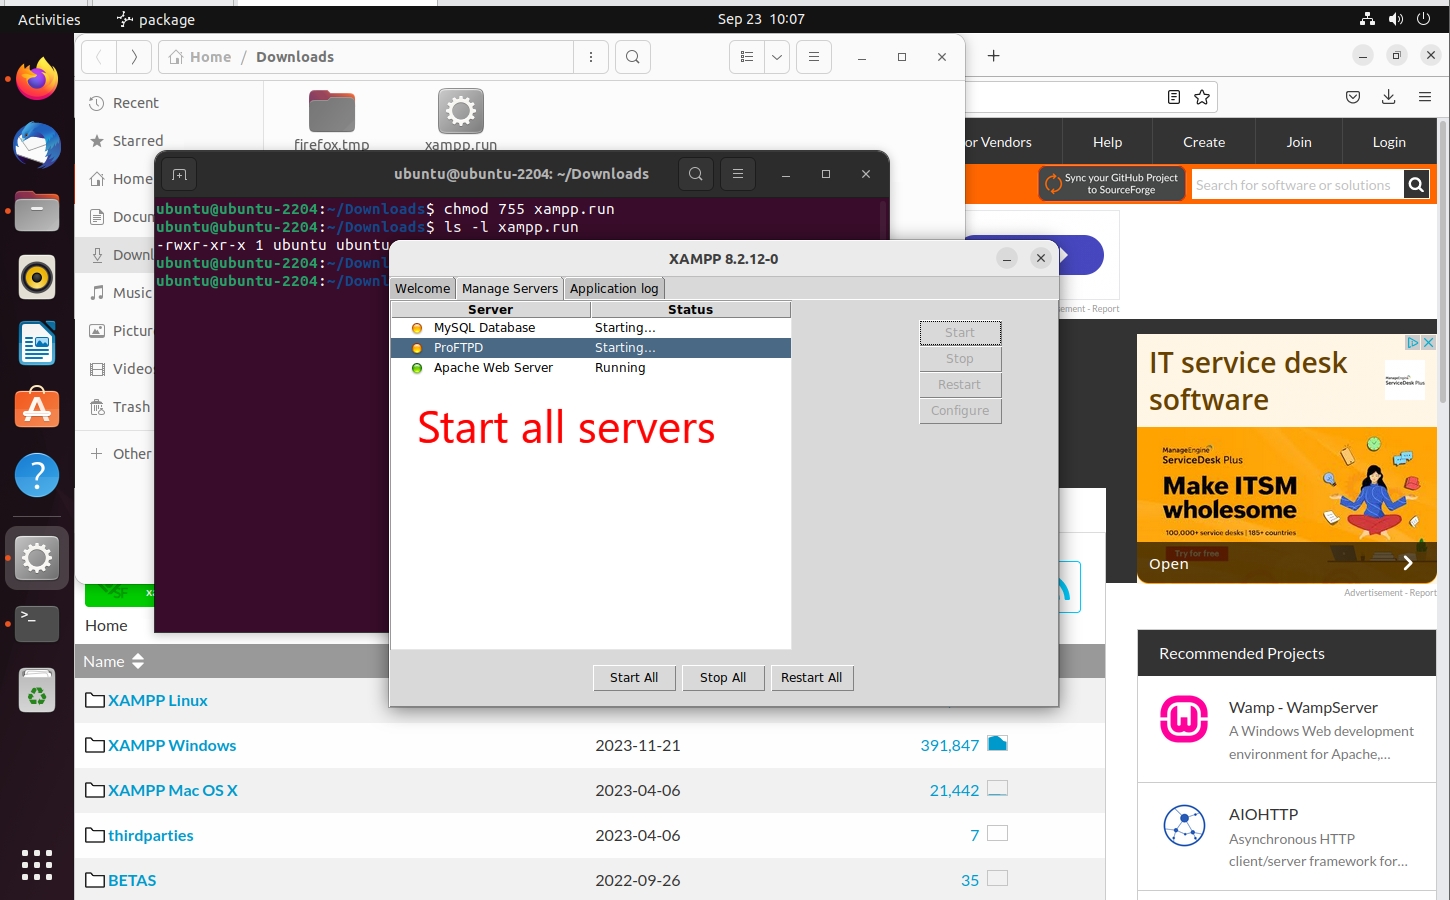 Activities
package
Sep 23 10:07
Home / Downloads
Recent
Starred
Home
Docum
Downl
Music
Pictur
Videos
Trash
Other
firefox.tmp
xampp.run
or Vendors
Help
Create
Join
Login
Sync your GitHub Project
to SourceForge
Search for software or solutions
ubuntu@ubuntu-2204: ~/Downloads
ubuntu@ubuntu-2204:~/Downloads$ chmod 755 xampp.run
ubuntu@ubuntu-2204:~/Downloads$ ls -l xampp.run
-rwxr-xr-x 1 ubuntu ubuntu
ubuntu@ubuntu-2204:~/Downl
ubuntu@ubuntu-2204:~/Downl
XAMPP 8.2.12-0
Welcome
Manage Servers
Application log
Server
Status
MySQL Database
Starting...
ProFTPD
Starting...
Apache Web Server
Running
Start all servers
Start
Stop
Restart
Configure
Start All
Stop All
Restart All
ement - Report
IT service desk
software
ManageEngine
ServiceDesk Plus
Make ITSM
wholesome
100,000+ service desks | 185+ countries
Try for free
Open
Advertisement - Report
Home
Name
XAMPP Linux
XAMPP Windows
2023-11-21
391,847
XAMPP Mac OS X
2023-04-06
21,442
thirdparties
2023-04-06
7
BETAS
2022-09-26
35
Recommended Projects
Wamp - WampServer
A Windows Web development
environment for Apache,...
AIOHTTP
Asynchronous HTTP
client/server framework for...